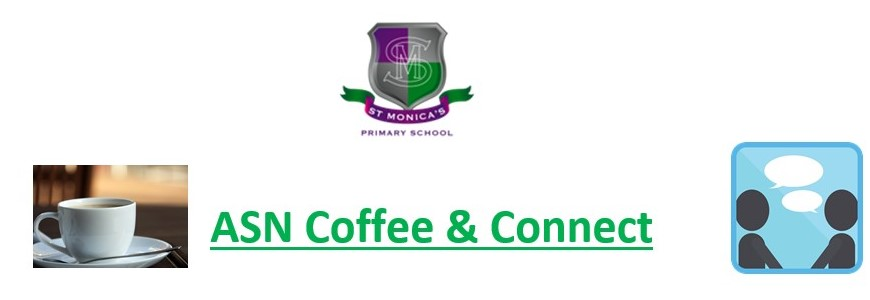 SM
ST MONICA'S
PRIMARY SCHOOL
ASN Coffee & Connect